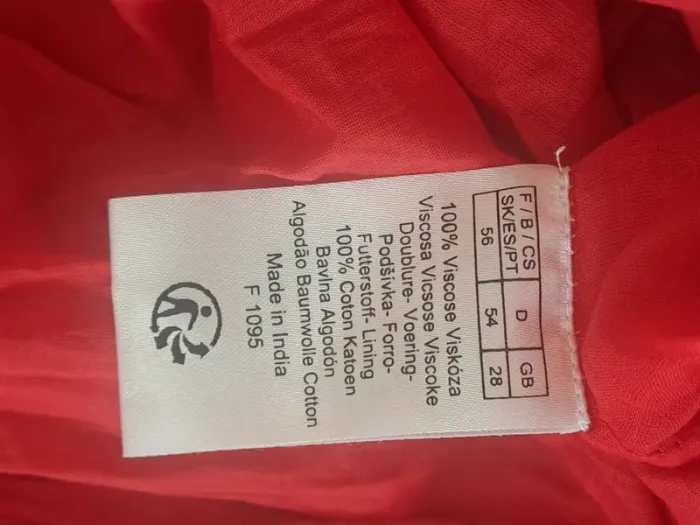 F / B / CS SK/ES/PT D GB
56 54 28
100% Viscose Viskóza
Viscosa Vicsose Viscoke
Doublure- Voering-
Podšívka- Forro-
Futterstoff- Lining
100% Coton Katoen
Bavlna Algodón
Algodão Baumwolle Cotton
Made in India
F 1095